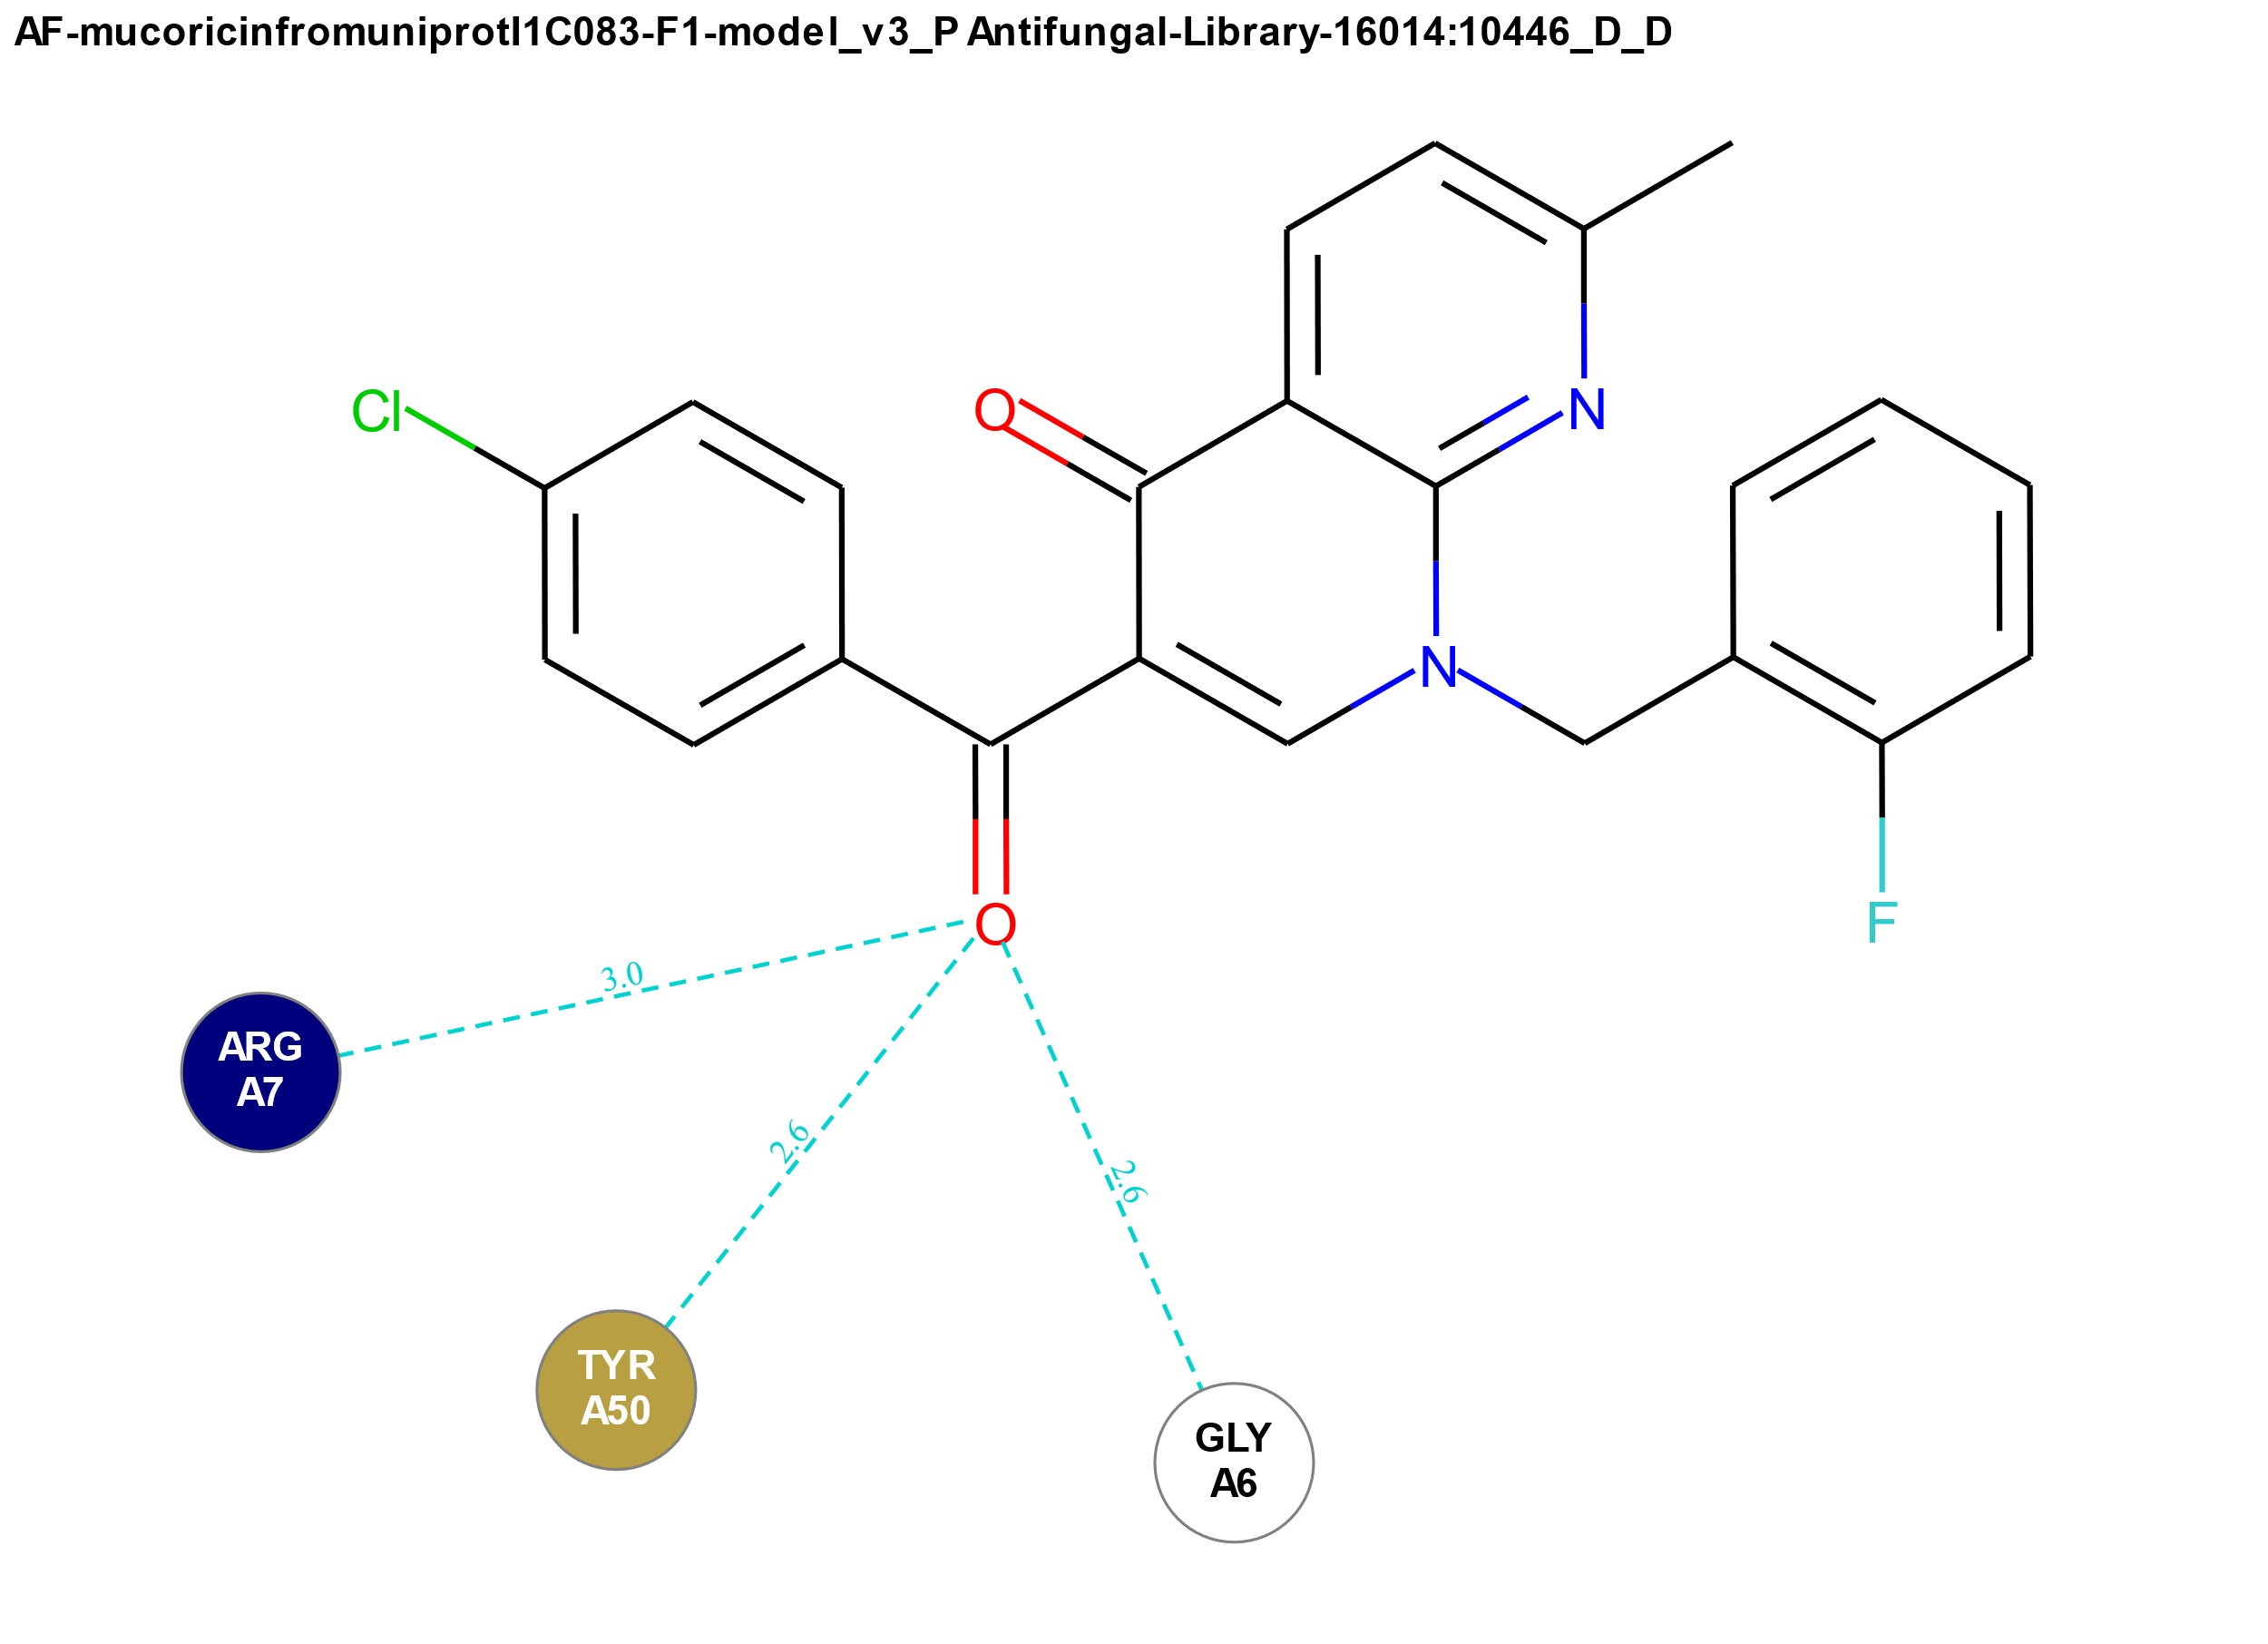 AF-mucoricinfromuniprotI1C083-F1-model_v3_P Antifungal-Library-16014:10446_D_D
Cl
O
N
N
O
F
3.0
ARG
A7
2.6
2.6
TYR
A50
GLY
A6